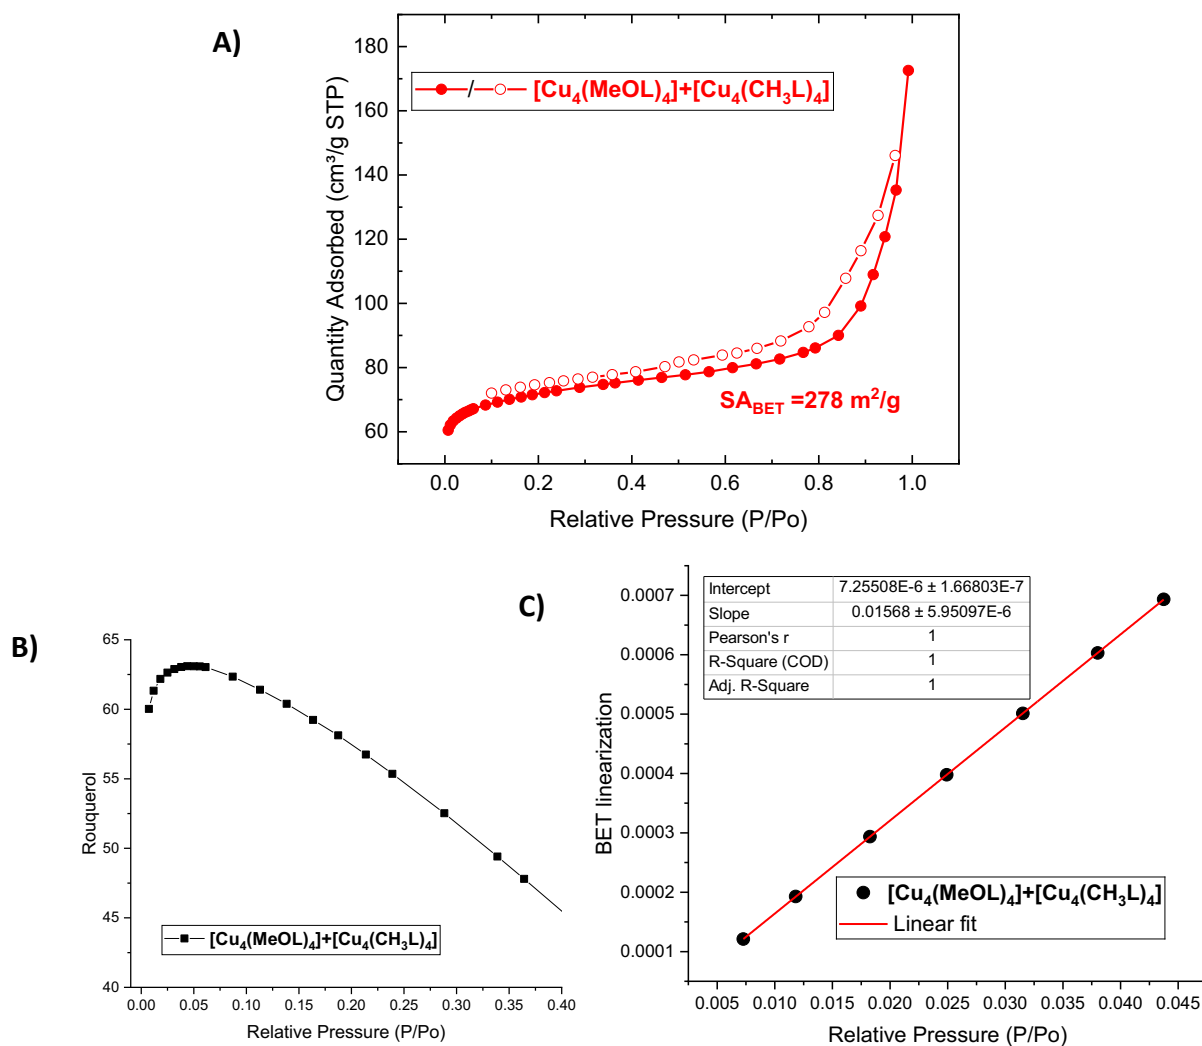 A)
Quantity Adsorbed (cm³/g STP)
180
160
140
120
100
80
60
/ [Cu₄(MeOL)₄]+[Cu₄(CH₃L)₄]
SA_BET =278 m²/g
0.0 0.2 0.4 0.6 0.8 1.0
Relative Pressure (P/Po)
B)
Rouquerol
65
60
55
50
45
40
[Cu₄(MeOL)₄]+[Cu₄(CH₃L)₄]
0.00 0.05 0.10 0.15 0.20 0.25 0.30 0.35 0.40
Relative Pressure (P/Po)
C)
BET linearization
0.0007
0.0006
0.0005
0.0004
0.0003
0.0002
0.0001
Intercept 7.25508E-6 ± 1.66803E-7
Slope 0.01568 ± 5.95097E-6
Pearson's r 1
R-Square (COD) 1
Adj. R-Square 1
[Cu₄(MeOL)₄]+[Cu₄(CH₃L)₄]
Linear fit
0.005 0.010 0.015 0.020 0.025 0.030 0.035 0.040 0.045
Relative Pressure (P/Po)